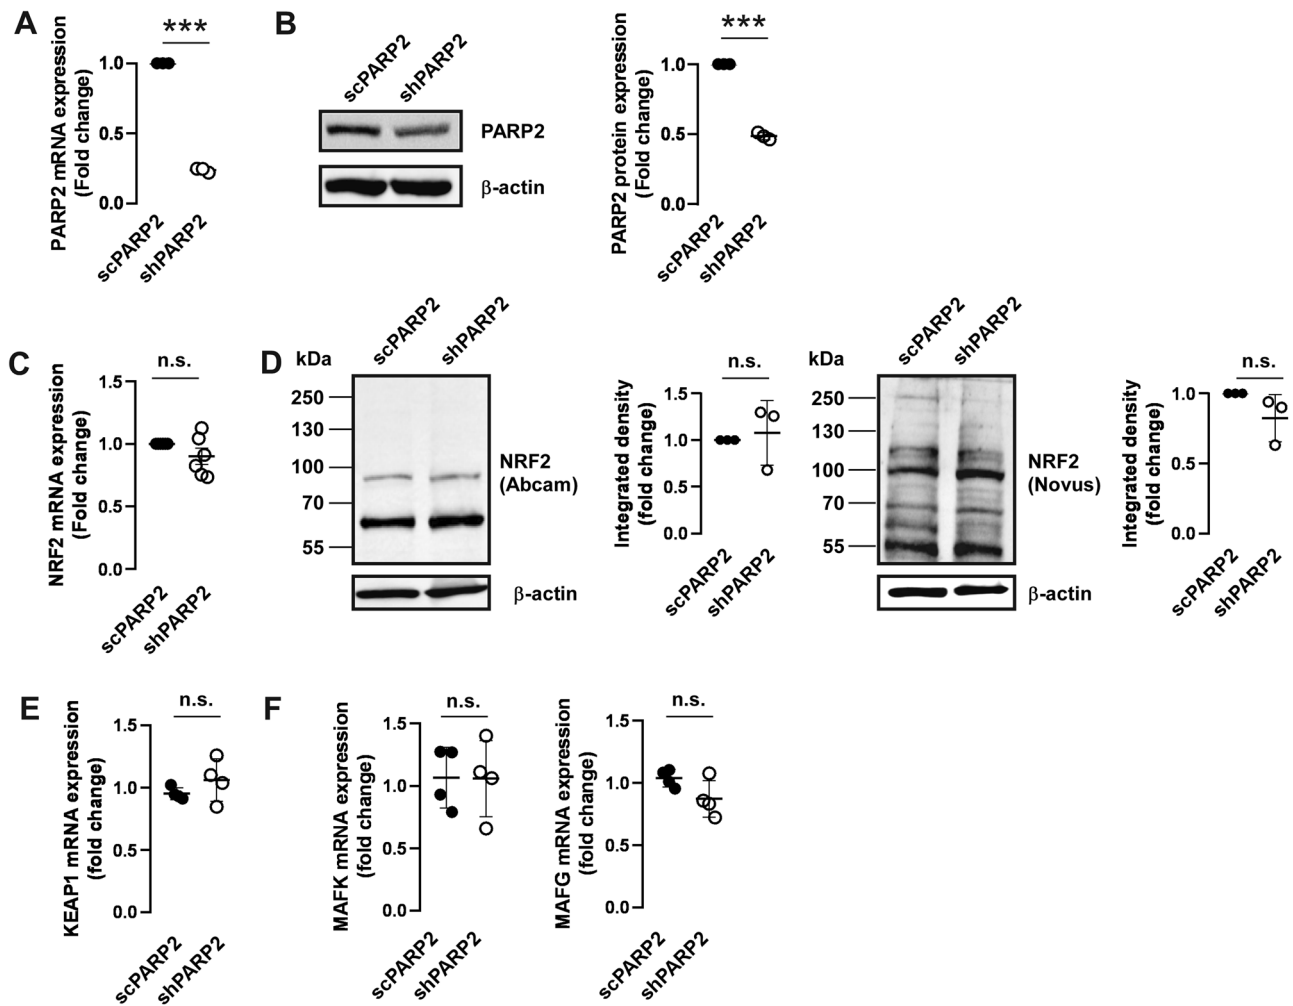 A
PARP2 mRNA expression
(Fold change)
1.0
0.5
0.0
***
scPARP2
shPARP2
B
scPARP2
shPARP2
PARP2
β-actin
PARP2 protein expression
(Fold change)
1.0
0.5
0.0
***
scPARP2
shPARP2
C
NRF2 mRNA expression
(Fold change)
1.5
1.0
0.5
0.0
n.s.
scPARP2
shPARP2
D
kDa
scPARP2
shPARP2
250
130
100
70
55
NRF2
(Abcam)
β-actin
Integrated density
(fold change)
1.5
1.0
0.5
0.0
n.s.
scPARP2
shPARP2
kDa
scPARP2
shPARP2
250
130
100
70
55
NRF2
(Novus)
β-actin
Integrated density
(fold change)
1.0
0.5
0.0
n.s.
scPARP2
shPARP2
E
KEAP1 mRNA expression
(fold change)
1.5
1.0
0.5
0.0
n.s.
scPARP2
shPARP2
F
MAFK mRNA expression
(fold change)
1.5
1.0
0.5
0.0
n.s.
scPARP2
shPARP2
MAFG mRNA expression
(fold change)
1.5
1.0
0.5
0.0
n.s.
scPARP2
shPARP2